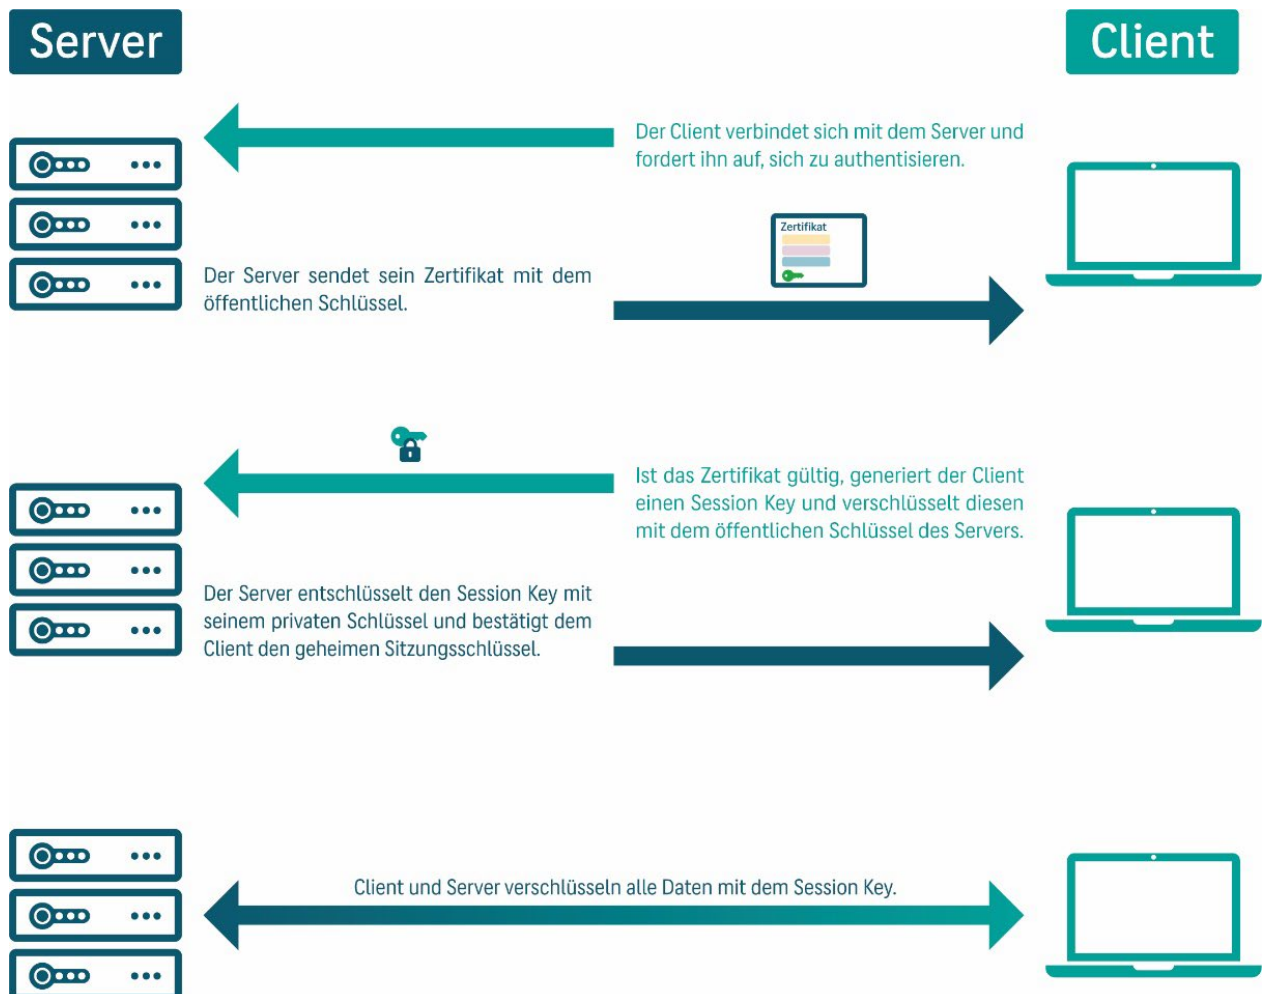 Server
Client
Der Client verbindet sich mit dem Server und
fordert ihn auf, sich zu authentisieren.
Zertifikat
Der Server sendet sein Zertifikat mit dem
öffentlichen Schlüssel.
Ist das Zertifikat gültig, generiert der Client
einen Session Key und verschlüsselt diesen
mit dem öffentlichen Schlüssel des Servers.
Der Server entschlüsselt den Session Key mit
seinem privaten Schlüssel und bestätigt dem
Client den geheimen Sitzungsschlüssel.
Client und Server verschlüsseln alle Daten mit dem Session Key.